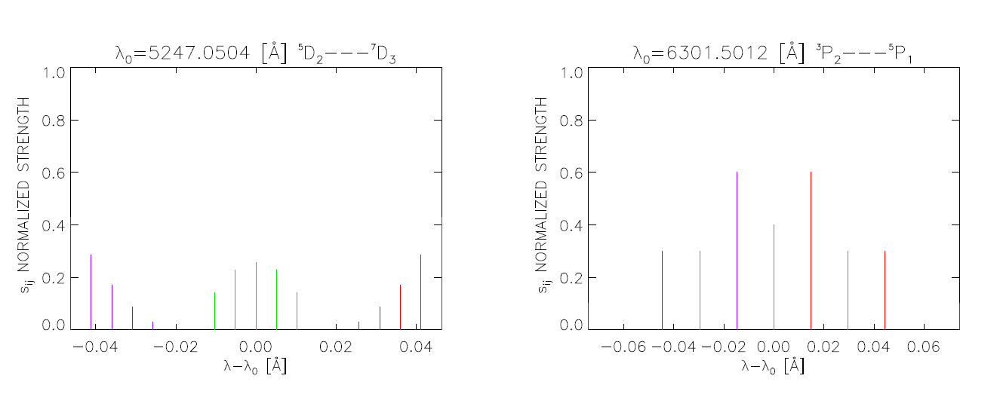 λ₀=5247.0504 [Å] ⁵D₂---⁷D₃
1.0
0.8
0.6
0.4
0.2
0.0
sᵢⱼ NORMALIZED STRENGTH
−0.04 −0.02 0.00 0.02 0.04
λ−λ₀ [Å]
λ₀=6301.5012 [Å] ³P₂---⁵P₁
1.0
0.8
0.6
0.4
0.2
0.0
sᵢⱼ NORMALIZED STRENGTH
−0.06 −0.04 −0.02 0.00 0.02 0.04 0.06
λ−λ₀ [Å]